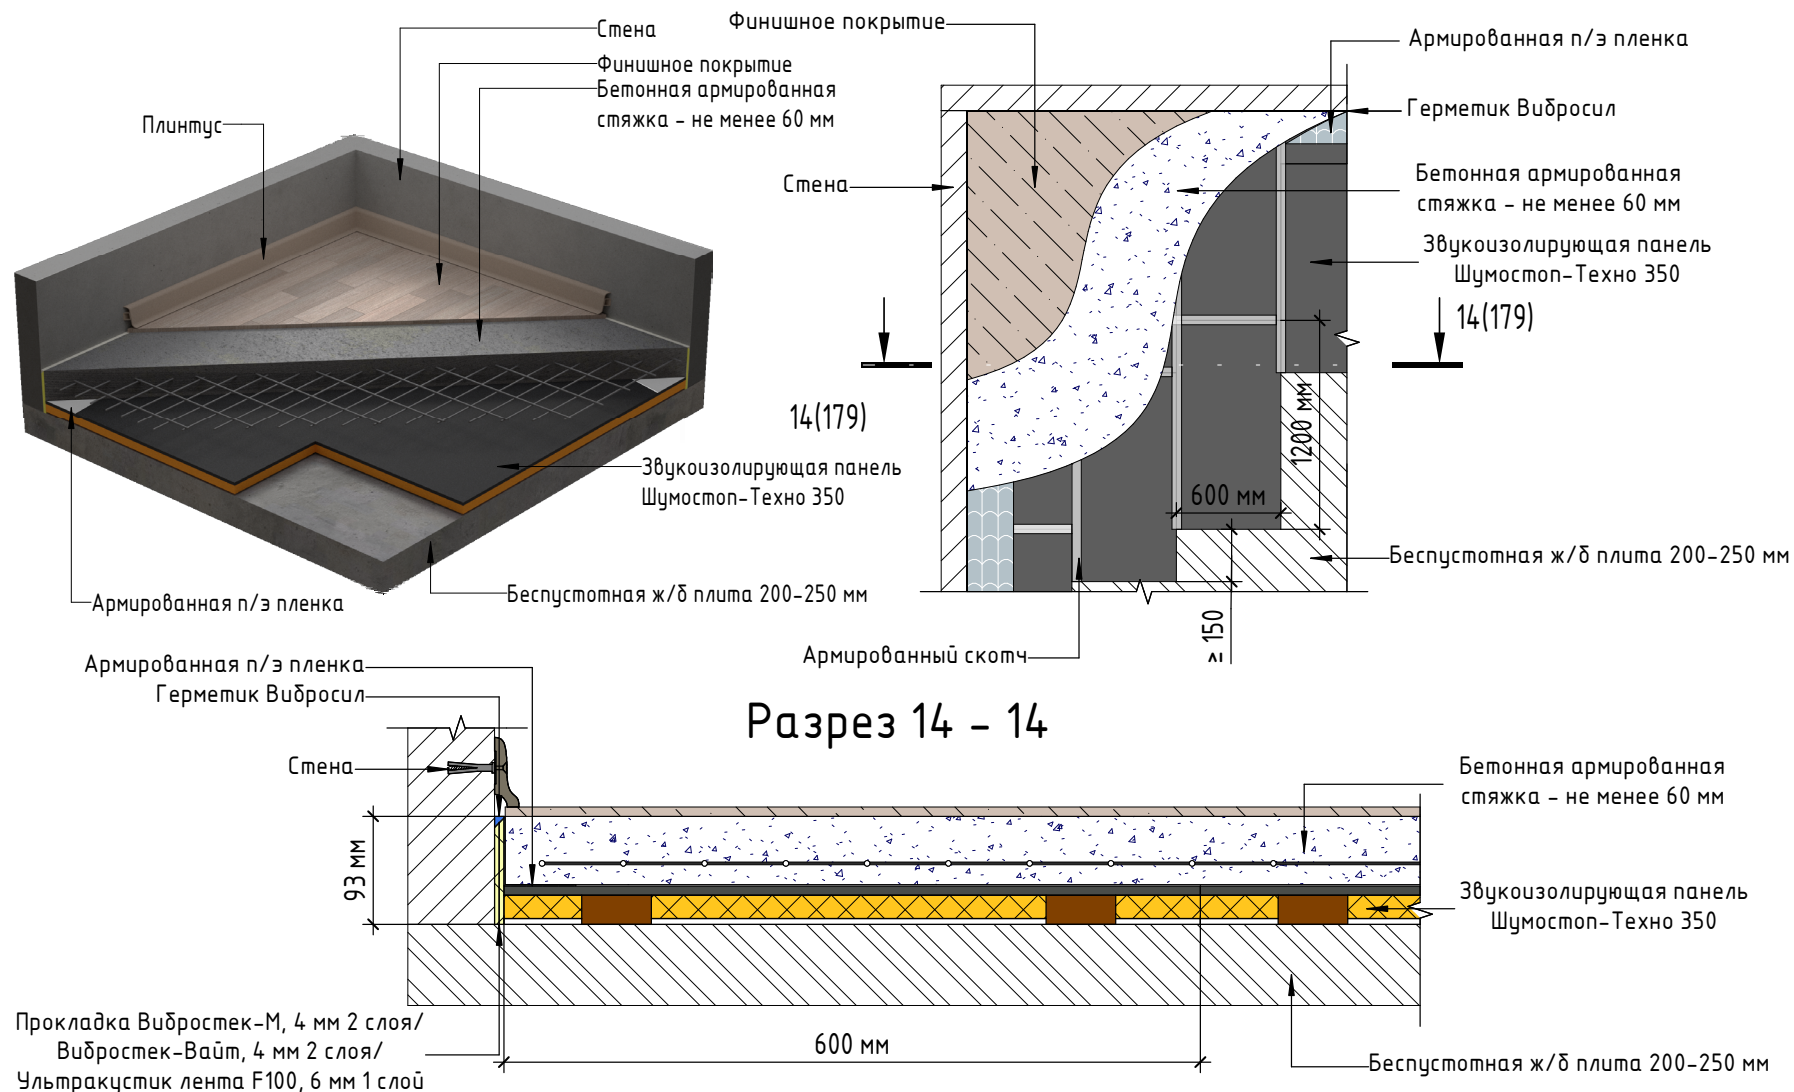 Стена
Финишное покрытие
Бетонная армированная
стяжка - не менее 60 мм
Плинтус
14(179)
Звукоизолирующая панель
Шумостоп-Техно 350
Армированная п/э пленка
Беспустотная ж/б плита 200-250 мм
Финишное покрытие
Армированная п/э пленка
Герметик Вибросил
Стена
Бетонная армированная
стяжка - не менее 60 мм
Звукоизолирующая панель
Шумостоп-Техно 350
14(179)
1200 мм
600 мм
Беспустотная ж/б плита 200-250 мм
≥ 150
Армированный скотч
Армированная п/э пленка
Герметик Вибросил
Разрез 14 - 14
Стена
Бетонная армированная
стяжка - не менее 60 мм
93 мм
Звукоизолирующая панель
Шумостоп-Техно 350
Прокладка Вибростек-М, 4 мм 2 слоя/
Вибростек-Вайт, 4 мм 2 слоя/
Ультракустик лента F100, 6 мм 1 слой
600 мм
Беспустотная ж/б плита 200-250 мм